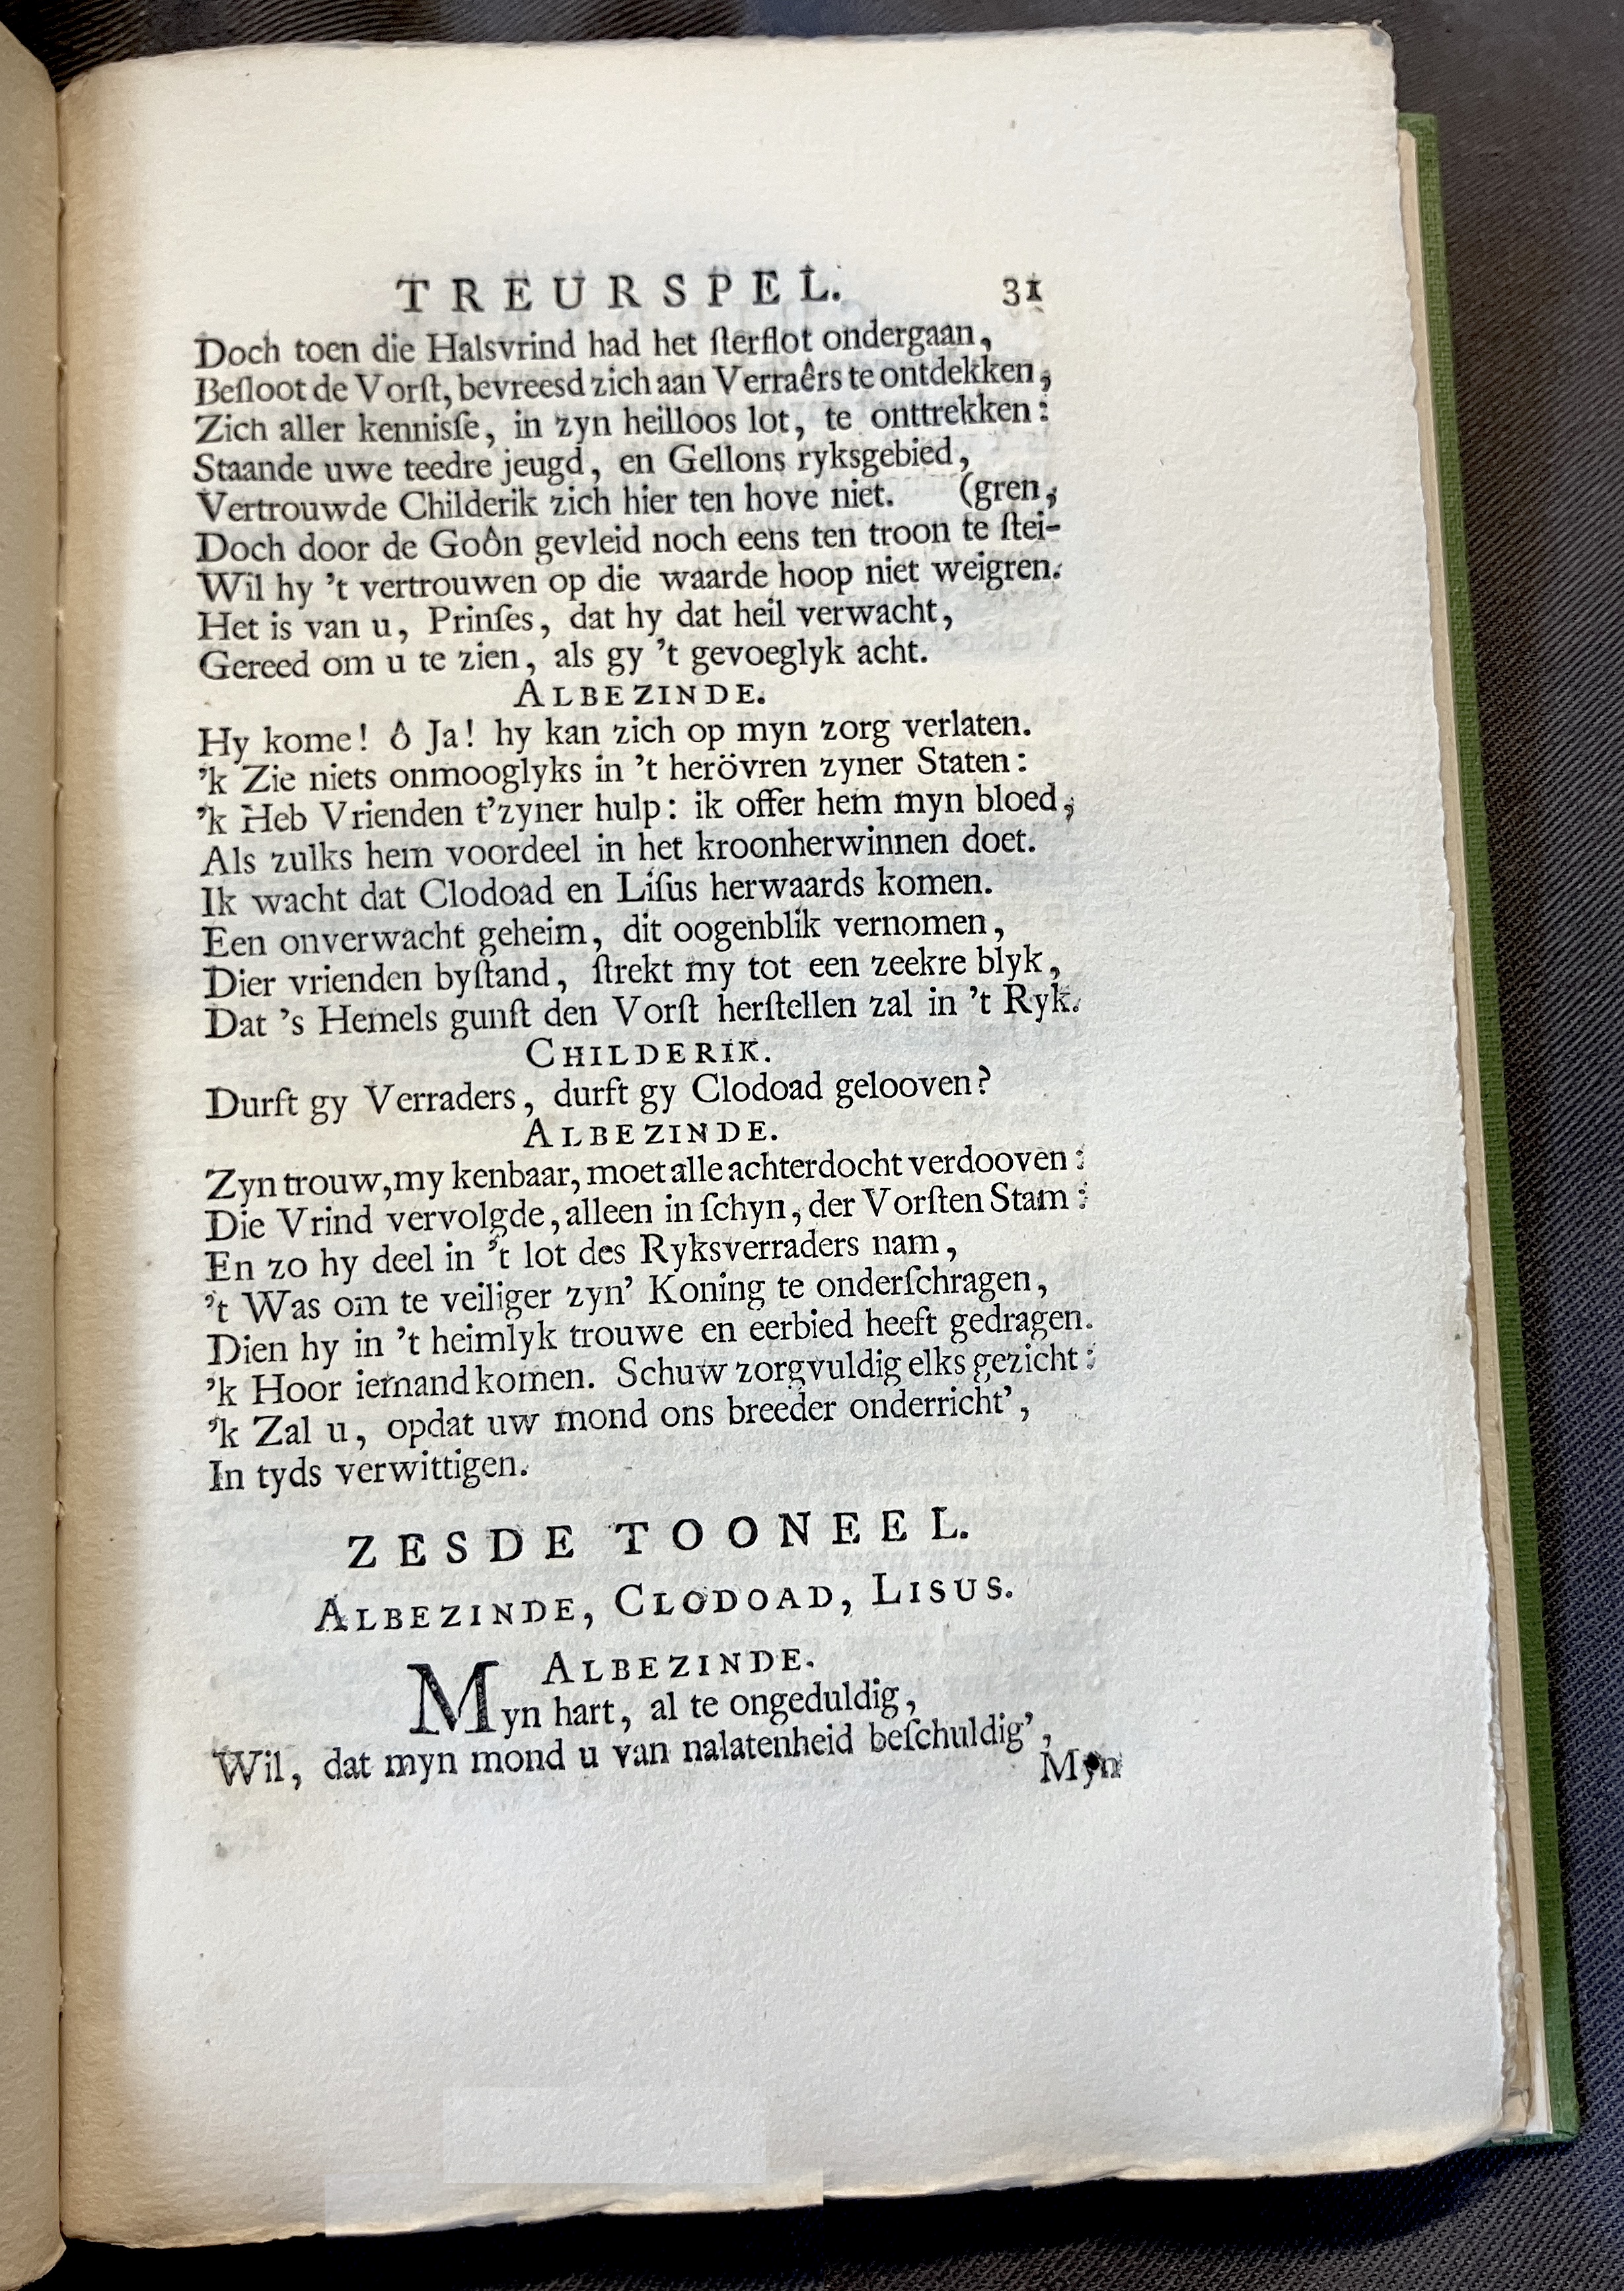 TREURSPEL. 31
Doch toen die Halsvrind had het ſterflot ondergaan,
Beſloot de Vorſt, bevreesd zich aan Verraêrs te ontdekken,
Zich aller kennisſe, in zyn heilloos lot, te onttrekken:
Staande uwe teedre jeugd, en Gellons ryksgebied,
Vertrouwde Childerik zich hier ten hove niet. (gren,
Doch door de Goôn gevleid noch eens ten troon te ſtei-
Wil hy 't vertrouwen op die waarde hoop niet weigren.
Het is van u, Prinſes, dat hy dat heil verwacht,
Gereed om u te zien, als gy 't gevoeglyk acht.
ALBEZINDE.
Hy kome! ô Ja! hy kan zich op myn zorg verlaten.
'k Zie niets onmooglyks in 't herövren zyner Staten:
'k Heb Vrienden t'zyner hulp: ik offer hem myn bloed,
Als zulks hem voordeel in het kroonherwinnen doet.
Ik wacht dat Clodoad en Liſus herwaards komen.
Een onverwacht geheim, dit oogenblik vernomen,
Dier vrienden byſtand, ſtrekt my tot een zeekre blyk,
Dat 's Hemels gunſt den Vorſt herſtellen zal in 't Ryk.
CHILDERIK.
Durft gy Verraders, durft gy Clodoad gelooven?
ALBEZINDE.
Zyn trouw, my kenbaar, moet alle achterdocht verdooven:
Die Vrind vervolgde, alleen in ſchyn, der Vorſten Stam:
En zo hy deel in 't lot des Ryksverraders nam,
't Was om te veiliger zyn' Koning te onderſchragen,
Dien hy in 't heimlyk trouwe en eerbied heeft gedragen.
'k Hoor iemand komen. Schuw zorgvuldig elks gezicht:
'k Zal u, opdat uw mond ons breeder onderricht',
In tyds verwittigen.
ZESDE TOONEEL.
ALBEZINDE, CLODOAD, LISUS.
ALBEZINDE.
Myn hart, al te ongeduldig,
Wil, dat myn mond u van nalatenheid beſchuldig',
Myn